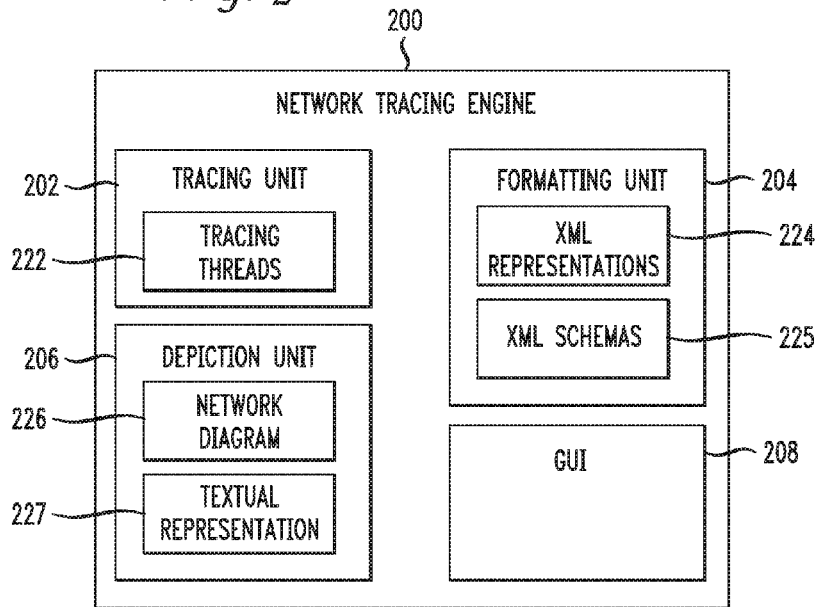 200
NETWORK TRACING ENGINE
202
TRACING UNIT
222
TRACING
THREADS
FORMATTING UNIT
204
XML
REPRESENTATIONS
224
XML SCHEMAS
225
206
DEPICTION UNIT
226
NETWORK
DIAGRAM
227
TEXTUAL
REPRESENTATION
GUI
208